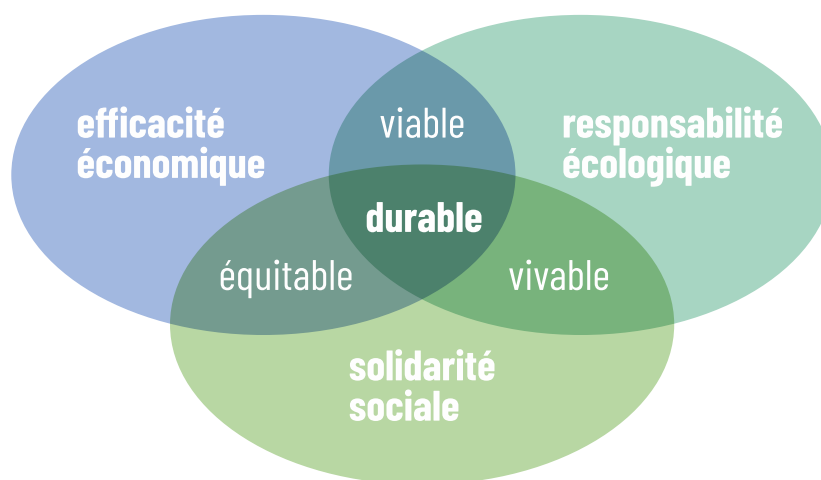 efficacité
économique
viable
responsabilité
écologique
durable
équitable
vivable
solidarité
sociale